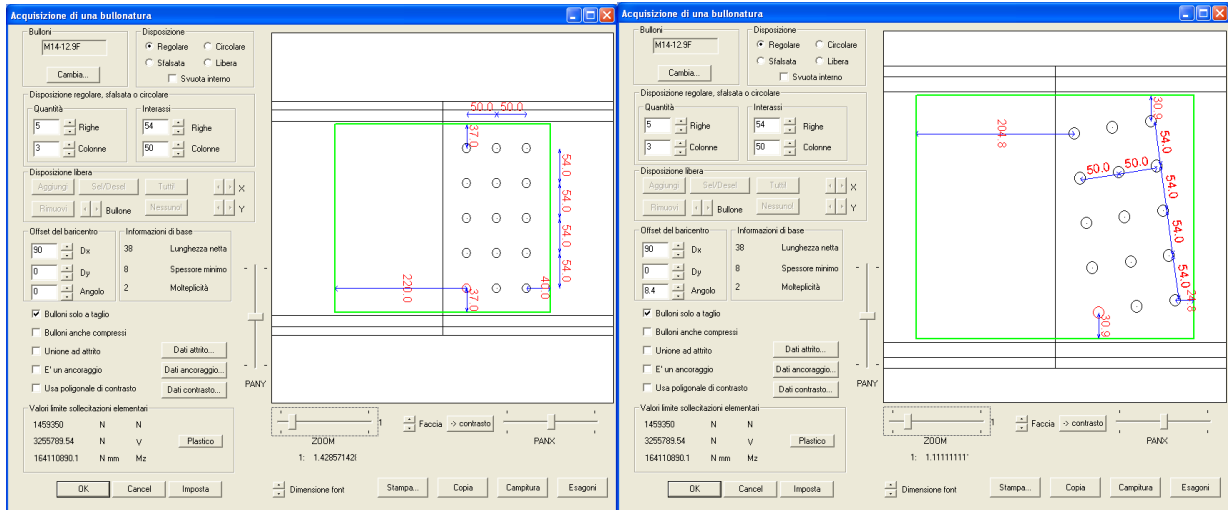 Acquisizione di una bullonatura
Bulloni
M14-12.9F
Cambia...
Disposizione
Regolare
Circolare
Sfalsata
Libera
Svuota interno
Disposizione regolare, sfalsata o circolare
Quantità
5 Righe
3 Colonne
Interassi
54 Righe
50 Colonne
Disposizione libera
Aggiungi Sel/Desel Tutti! X
Rimuovi Bullone Nessuno! Y
Offset del baricentro
90 Dx
0 Dy
0 Angolo
Informazioni di base
38 Lunghezza netta
8 Spessore minimo
2 Molteplicità
Bulloni solo a taglio
Bulloni anche compressi
Unione ad attrito
Dati attrito...
E' un ancoraggio
Dati ancoraggio...
Usa poligonale di contrasto
Dati contrasto...
PANY
Valori limite sollecitazioni elementari
1459350 N N
3255789.54 N V
164110890.1 N mm Mz
Plastico
OK Cancel Imposta
50.0 50.0
37.0
54.0
54.0
54.0
54.0
220.0
37.0
40.0
1
ZOOM
Faccia
-> contrasto
PANX
1: 1.428571428
Dimensione font
Stampa... Copia Campitura Esagoni
Acquisizione di una bullonatura
Bulloni
M14-12.9F
Cambia...
Disposizione
Regolare
Circolare
Sfalsata
Libera
Svuota interno
Disposizione regolare, sfalsata o circolare
Quantità
5 Righe
3 Colonne
Interassi
54 Righe
50 Colonne
Disposizione libera
Aggiungi Sel/Desel Tutti! X
Rimuovi Bullone Nessuno! Y
Offset del baricentro
90 Dx
0 Dy
8.4 Angolo
Informazioni di base
38 Lunghezza netta
8 Spessore minimo
2 Molteplicità
Bulloni solo a taglio
Bulloni anche compressi
Unione ad attrito
Dati attrito...
E' un ancoraggio
Dati ancoraggio...
Usa poligonale di contrasto
Dati contrasto...
PANY
Valori limite sollecitazioni elementari
1459350 N N
3255789.54 N V
164110890.1 N mm Mz
Plastico
OK Cancel Imposta
30.9
204.8
54.0
50.0 50.0
54.0
54.0
54.0
24.8
30.9
1
ZOOM
Faccia
-> contrasto
PANX
1: 1.11111111
Dimensione font
Stampa... Copia Campitura Esagoni